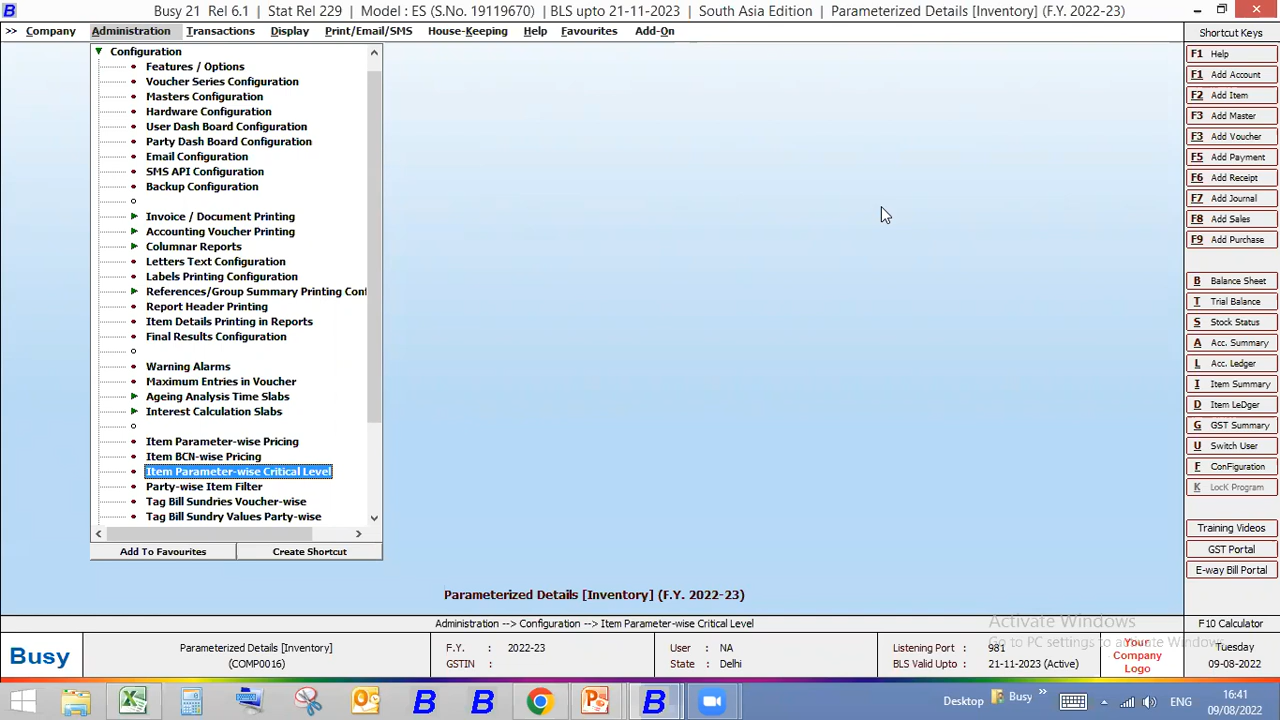 Busy 21 Rel 6.1 | Stat Rel 229 | Model : ES (S.No. 19119670) | BLS upto 21-11-2023 | South Asia Edition | Parameterized Details [Inventory] (F.Y. 2022-23)
>> Company Administration Transactions Display Print/Email/SMS House-Keeping Help Favourites Add-On
Shortcut Keys
Configuration
Features / Options
Voucher Series Configuration
Masters Configuration
Hardware Configuration
User Dash Board Configuration
Party Dash Board Configuration
Email Configuration
SMS API Configuration
Backup Configuration
Invoice / Document Printing
Accounting Voucher Printing
Columnar Reports
Letters Text Configuration
Labels Printing Configuration
References/Group Summary Printing Con
Report Header Printing
Item Details Printing in Reports
Final Results Configuration
Warning Alarms
Maximum Entries in Voucher
Ageing Analysis Time Slabs
Interest Calculation Slabs
Item Parameter-wise Pricing
Item BCN-wise Pricing
Item Parameter-wise Critical Level
Party-wise Item Filter
Tag Bill Sundries Voucher-wise
Tag Bill Sundry Values Party-wise
Add To Favourites Create Shortcut
F1 Help
F1 Add Account
F2 Add Item
F3 Add Master
F3 Add Voucher
F5 Add Payment
F6 Add Receipt
F7 Add Journal
F8 Add Sales
F9 Add Purchase
B Balance Sheet
T Trial Balance
S Stock Status
A Acc. Summary
L Acc. Ledger
I Item Summary
D Item LeDger
G GST Summary
U Switch User
F ConFiguration
K LocK Program
Training Videos
GST Portal
E-way Bill Portal
Parameterized Details [Inventory] (F.Y. 2022-23)
Administration --> Configuration --> Item Parameter-wise Critical Level
F10 Calculator
Activate Windows
Go to PC settings to activate Windows.
Busy
Parameterized Details [Inventory]
(COMP0016)
F.Y. 2022-23
GSTIN :
User : NA
State : Delhi
Listening Port : 981
BLS Valid Upto : 21-11-2023 (Active)
Your
Company
Logo
Tuesday
09-08-2022
Desktop Busy ENG
16:41
09/08/2022